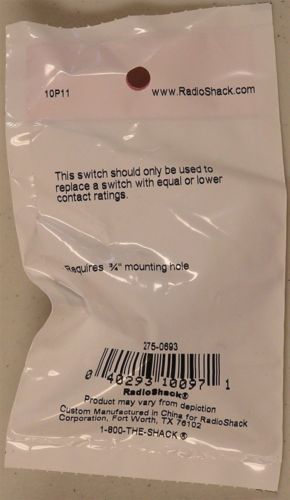 10P11 www.RadioShack.com
This switch should only be used to
replace a switch with equal or lower
contact ratings.
Requires ¾" mounting hole
275-0693
0 40293 10097 1
RadioShack®
Product may vary from depiction
Custom Manufactured in China for RadioShack
Corporation, Fort Worth, TX 76102
1-800-THE-SHACK®